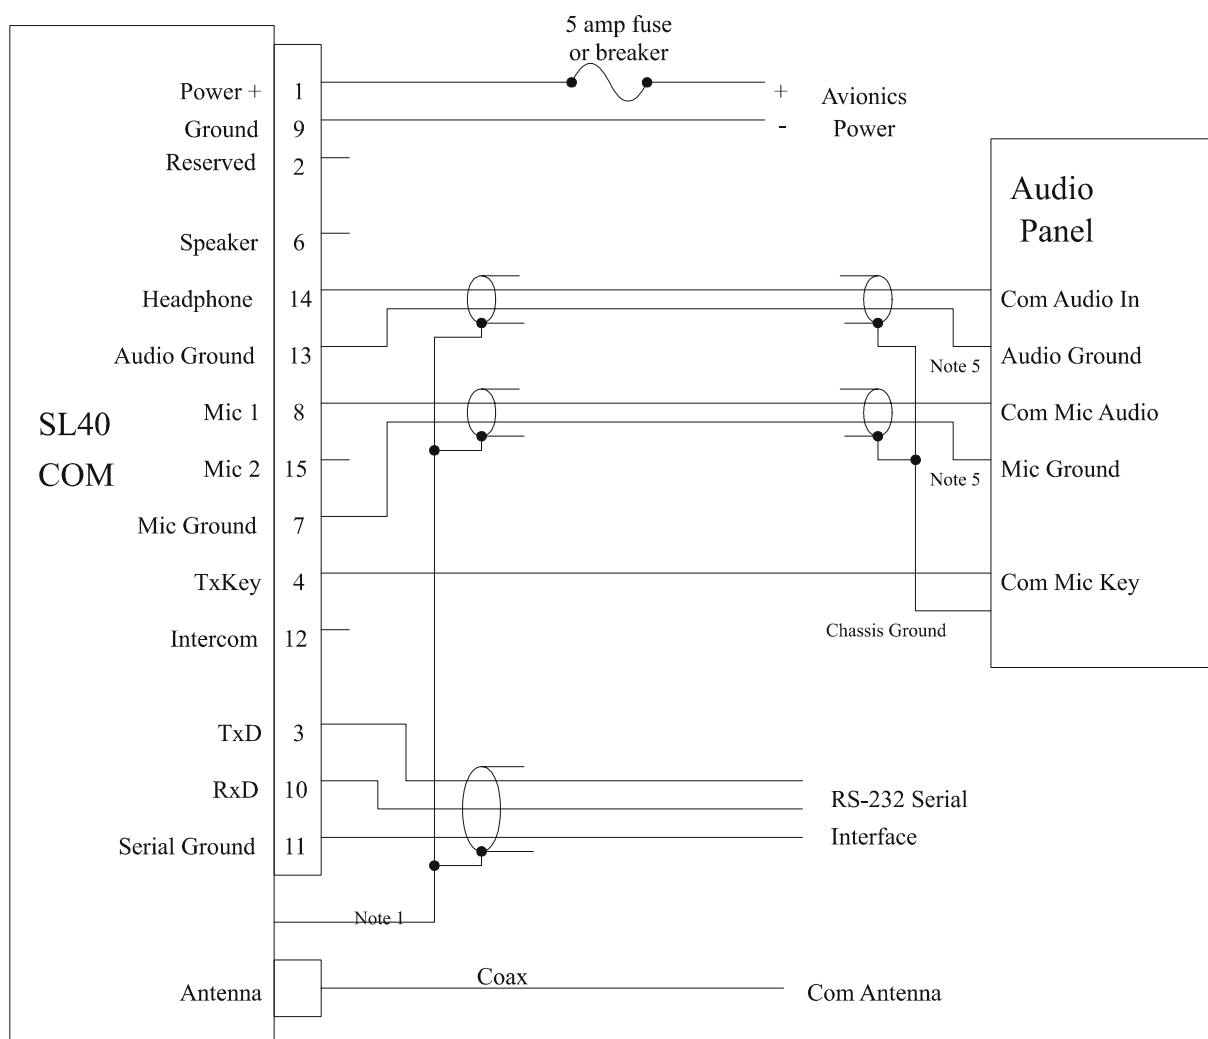 5 amp fuse
or breaker
Power + 1
+ Avionics
Ground 9
- Power
Reserved 2
Audio
Panel
Speaker 6
Headphone 14
Com Audio In
Audio Ground 13
Note 5 Audio Ground
SL40
COM
Mic 1 8
Com Mic Audio
Mic 2 15
Note 5 Mic Ground
Mic Ground 7
TxKey 4
Com Mic Key
Intercom 12
Chassis Ground
TxD 3
RxD 10
RS-232 Serial
Interface
Serial Ground 11
Note 1
Antenna
Coax
Com Antenna